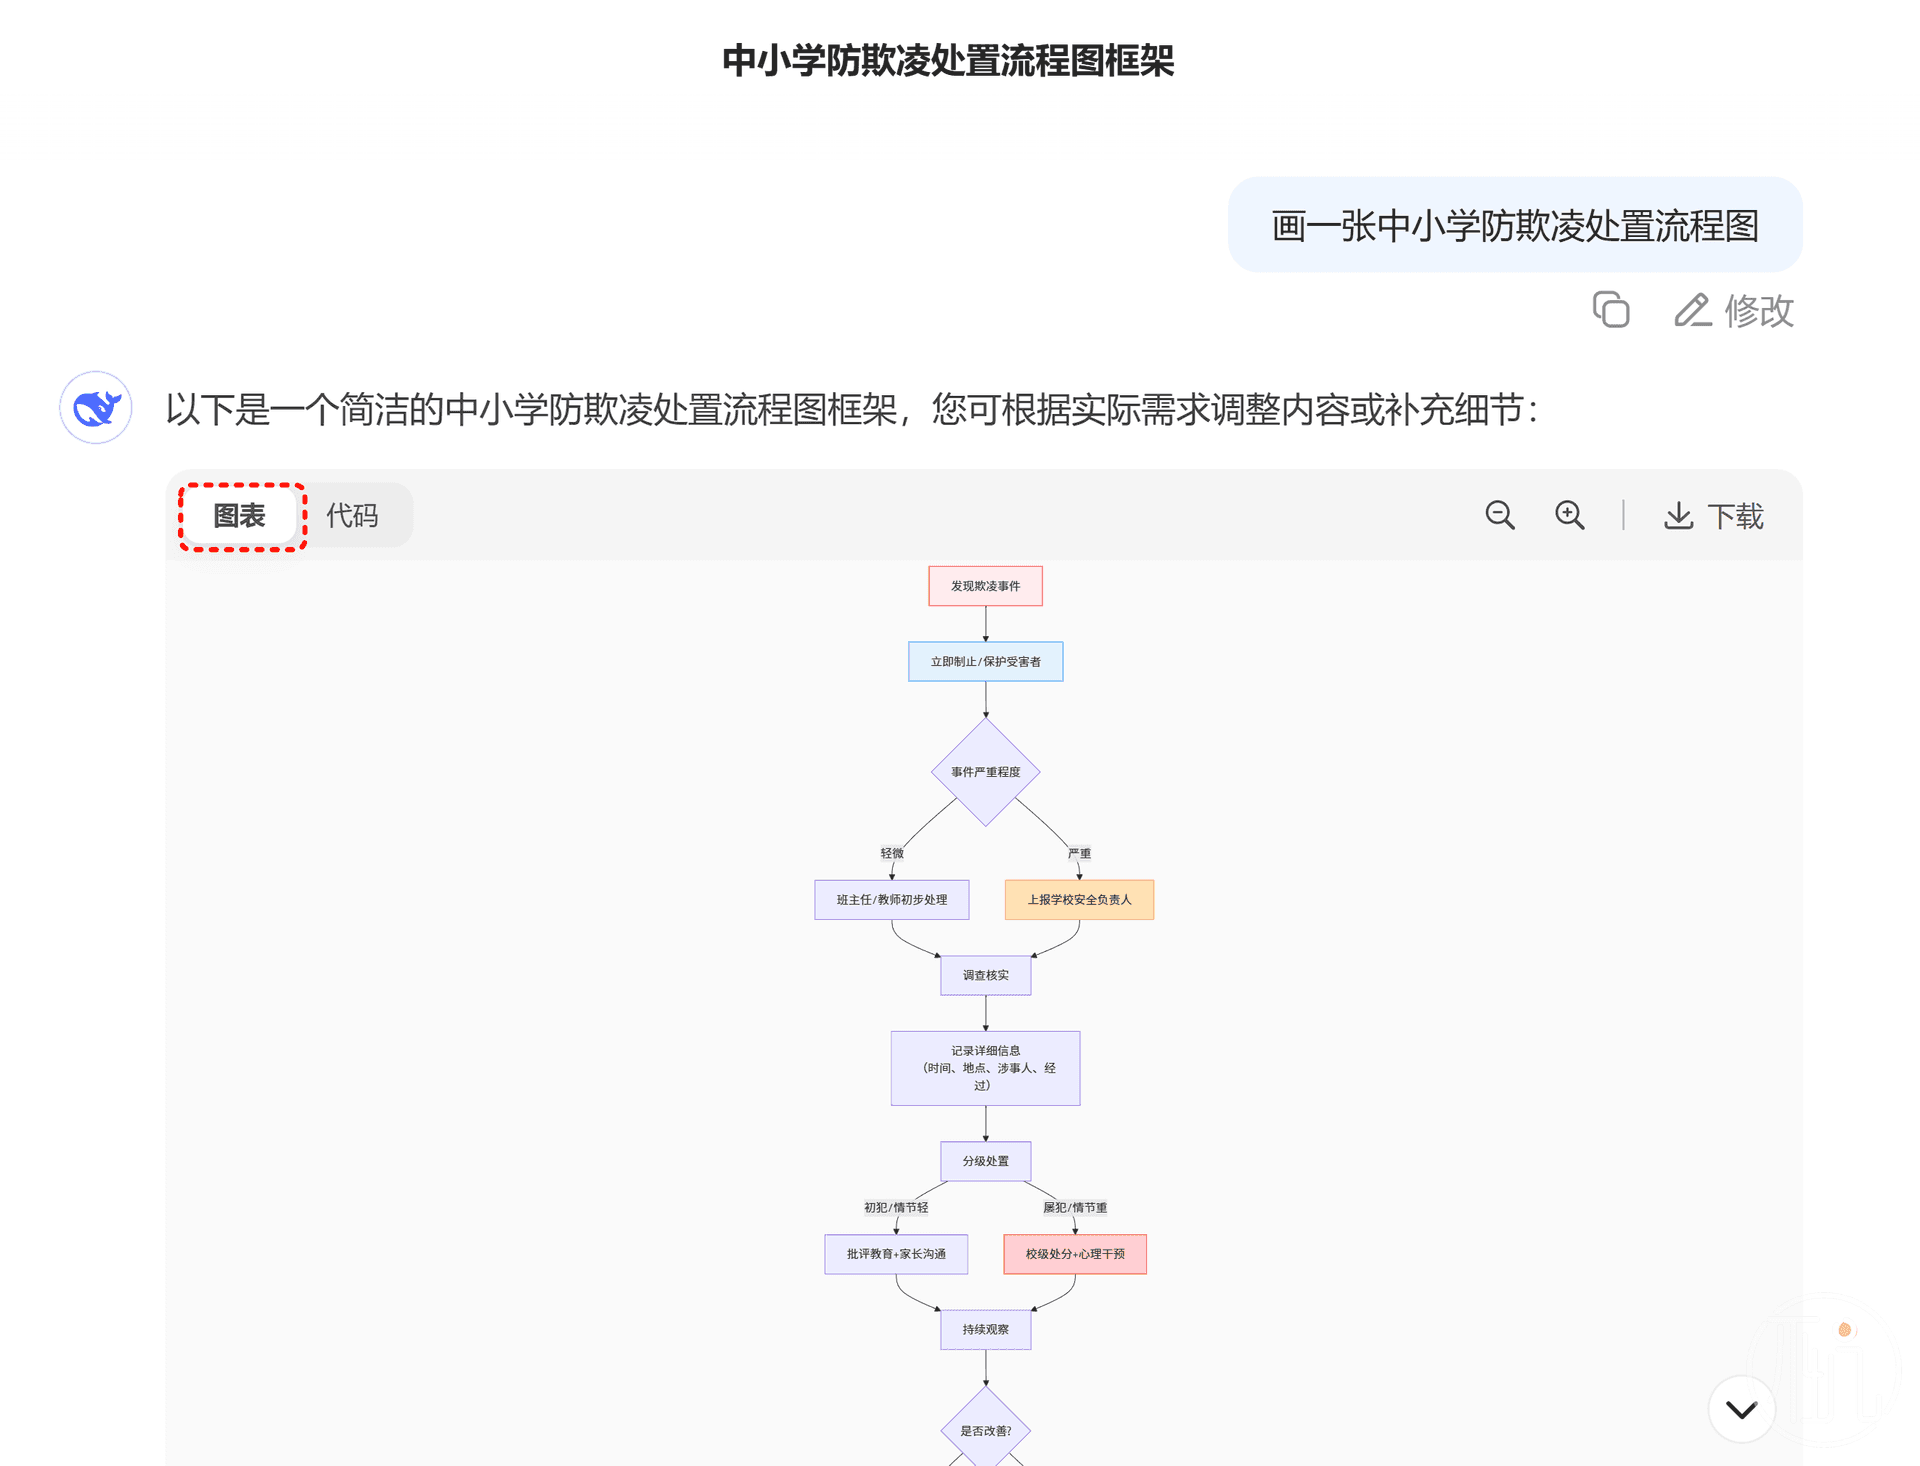 中小学防欺凌处置流程图框架
画一张中小学防欺凌处置流程图
修改
以下是一个简洁的中小学防欺凌处置流程图框架，您可根据实际需求调整内容或补充细节：
图表 代码 下载
发现欺凌事件
立即制止/保护受害者
事件严重程度
轻微 严重
班主任/教师初步处理 上报学校安全负责人
调查核实
记录详细信息
（时间、地点、涉事人、经
过）
分级处置
初犯/情节轻 屡犯/情节重
批评教育+家长沟通 校级处分+心理干预
持续观察
是否改善?